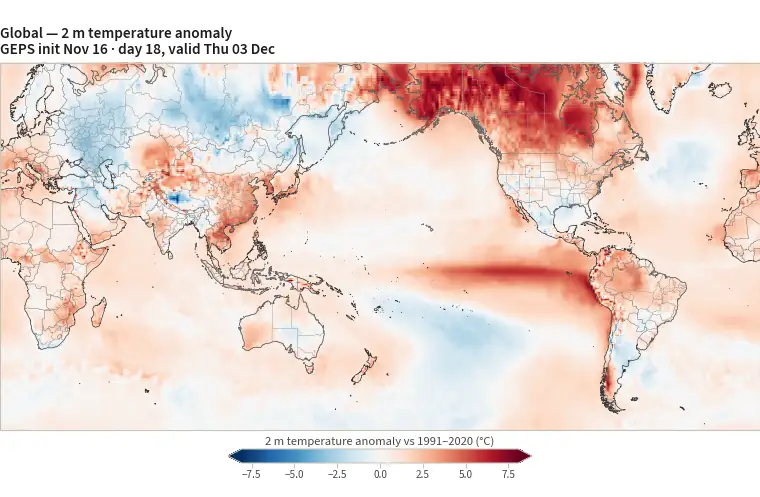 Global — 2 m temperature anomaly
GEPS init Nov 16 · day 18, valid Thu 03 Dec
2 m temperature anomaly vs 1991–2020 (°C)
−7.5 −5.0 −2.5 0.0 2.5 5.0 7.5